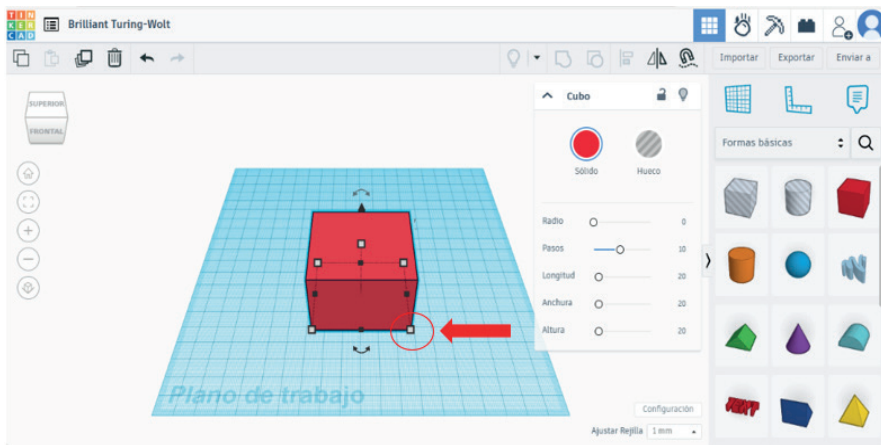 TIN
KER
CAD
Brilliant Turing-Wolt
Importar
Exportar
Enviar a
SUPERIOR
FRONTAL
Cubo
Sólido
Hueco
Radio 0
Pasos 10
Longitud 20
Anchura 20
Altura 20
Formas básicas
TEXT
Plano de trabajo
Configuración
Ajustar Rejilla 1 mm